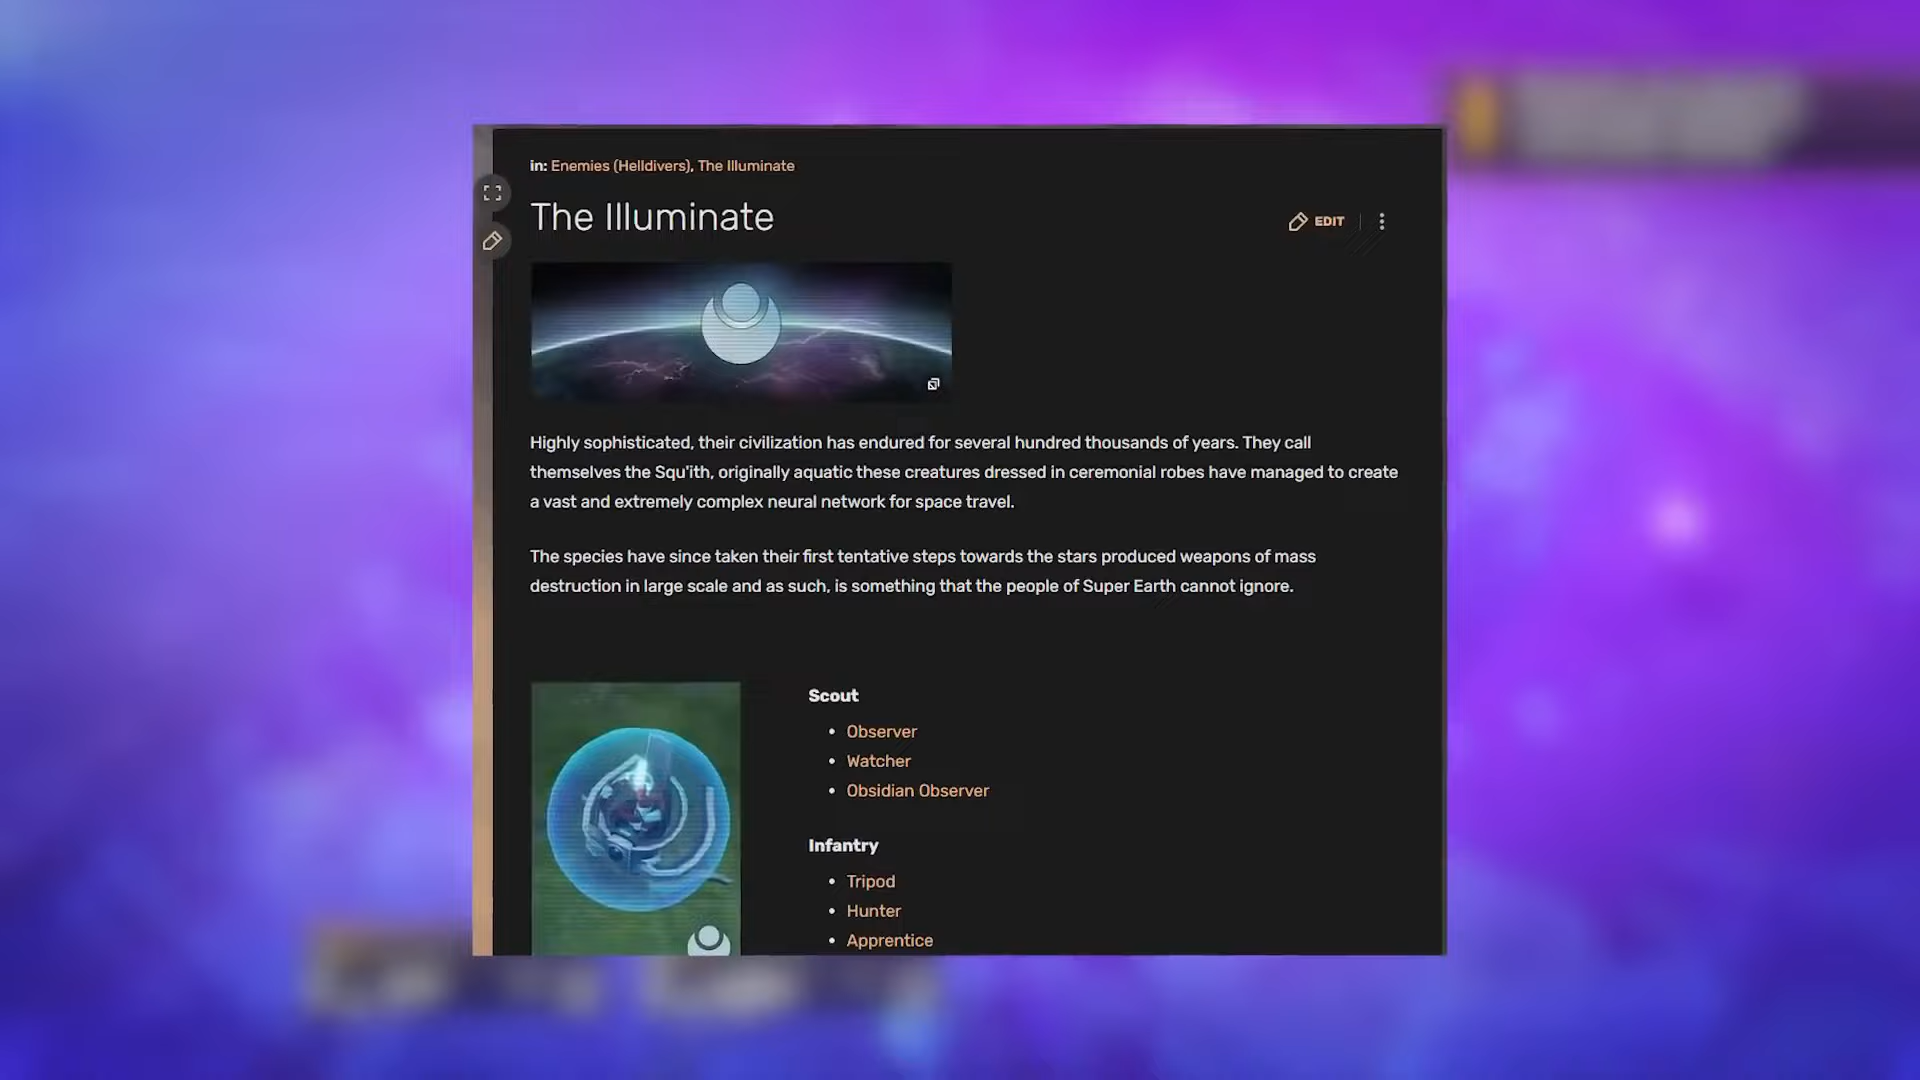 in: Enemies (Helldivers), The Illuminate
The Illuminate
EDIT
Highly sophisticated, their civilization has endured for several hundred thousands of years. They call
themselves the Squ'ith, originally aquatic these creatures dressed in ceremonial robes have managed to create
a vast and extremely complex neural network for space travel.
The species have since taken their first tentative steps towards the stars produced weapons of mass
destruction in large scale and as such, is something that the people of Super Earth cannot ignore.
Scout
• Observer
• Watcher
• Obsidian Observer
Infantry
• Tripod
• Hunter
• Apprentice